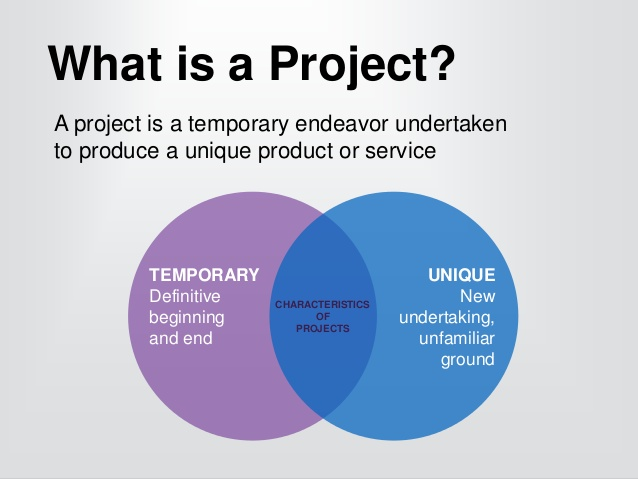 What is a Project?
A project is a temporary endeavor undertaken
to produce a unique product or service
TEMPORARY
Definitive
beginning
and end
CHARACTERISTICS
OF
PROJECTS
UNIQUE
New
undertaking,
unfamiliar
ground